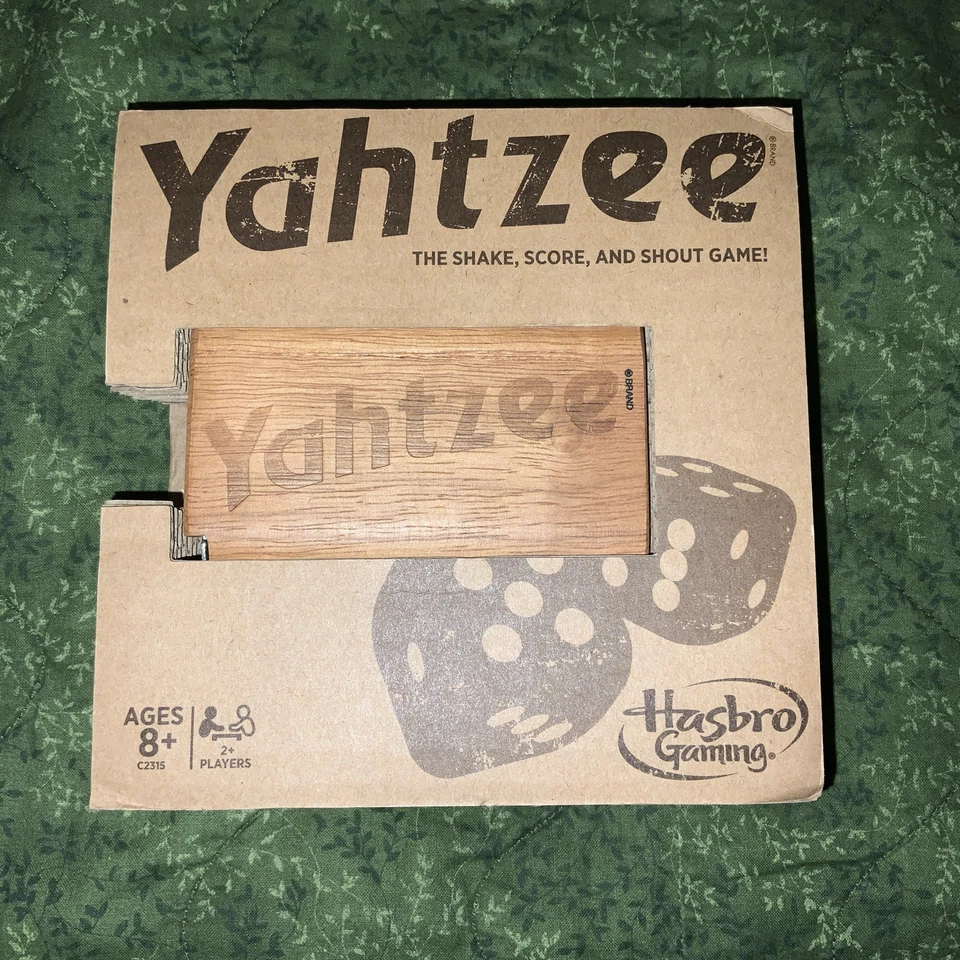 Yahtzee
® BRAND
THE SHAKE, SCORE, AND SHOUT GAME!
Yahtzee
® BRAND
AGES
8+
C2315
2+
PLAYERS
Hasbro
Gaming®